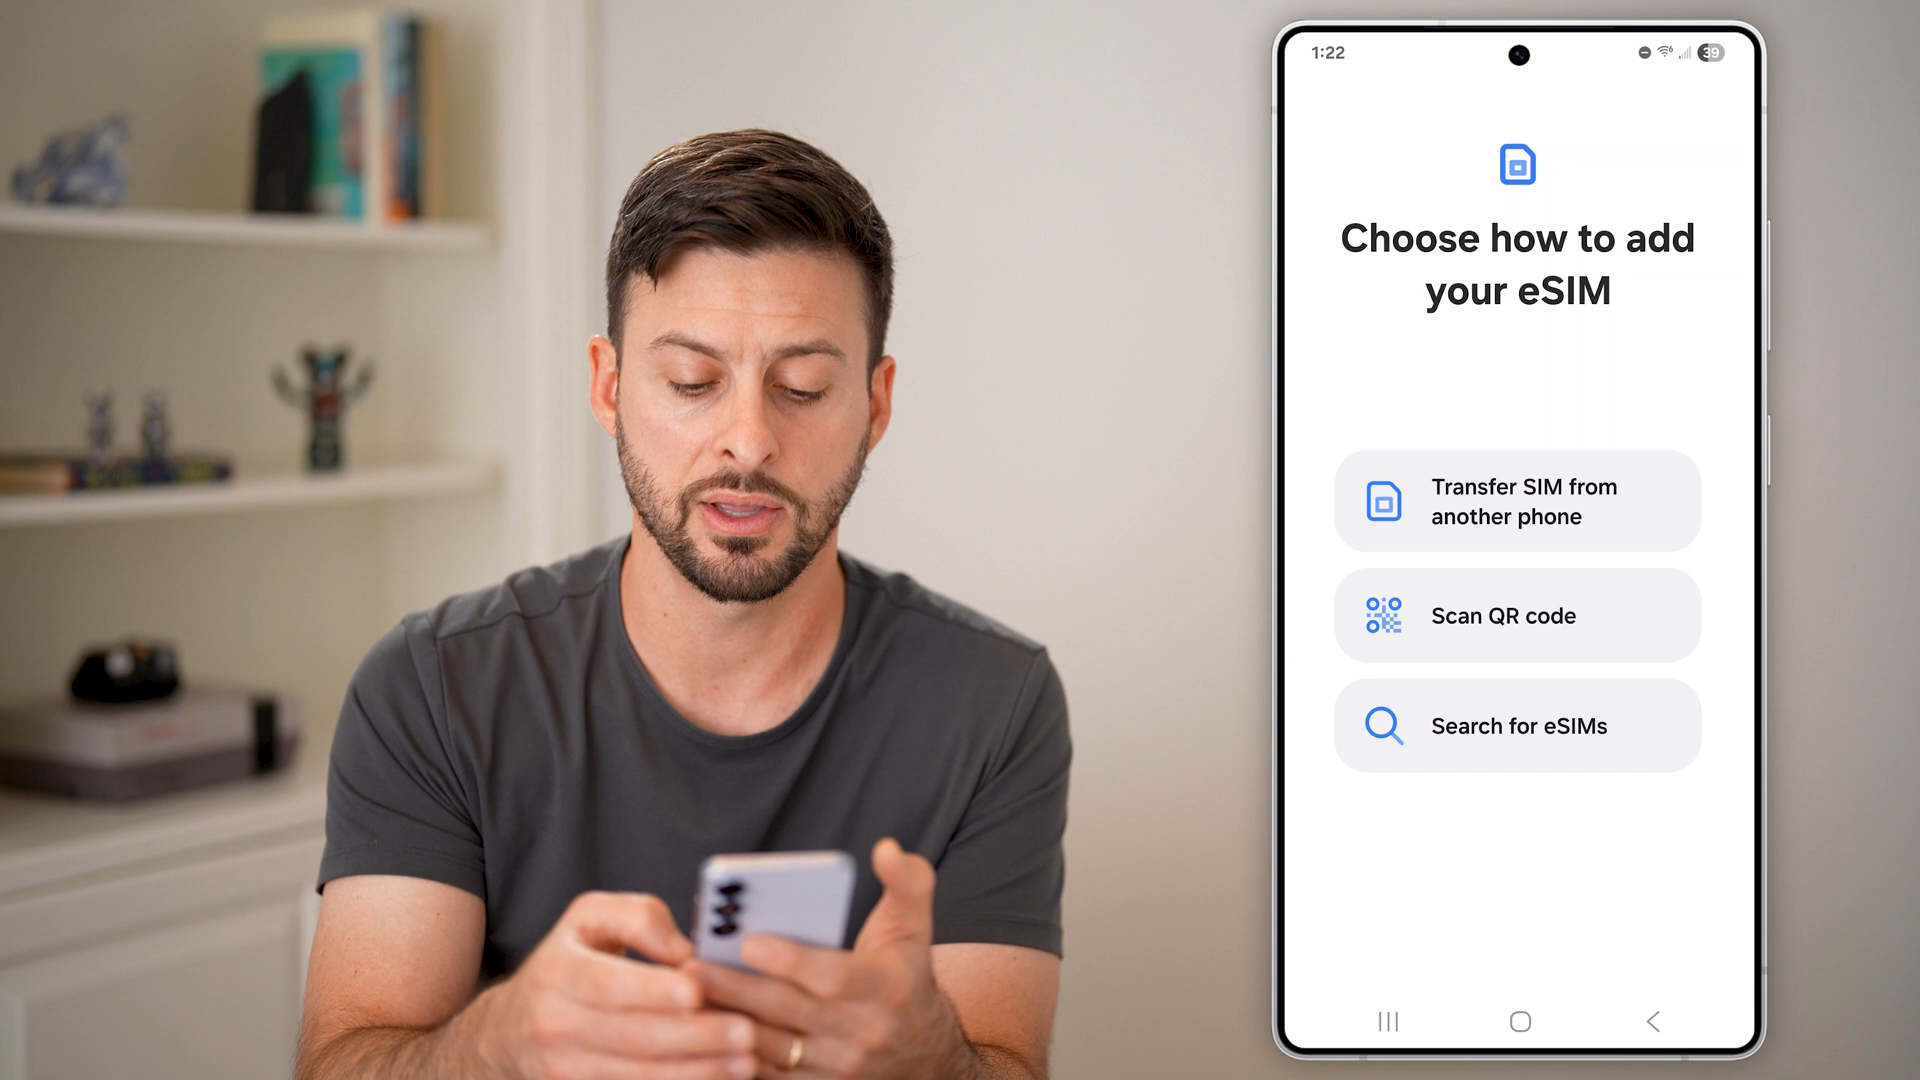 1:22
39
Choose how to add
your eSIM
Transfer SIM from
another phone
Scan QR code
Search for eSIMs